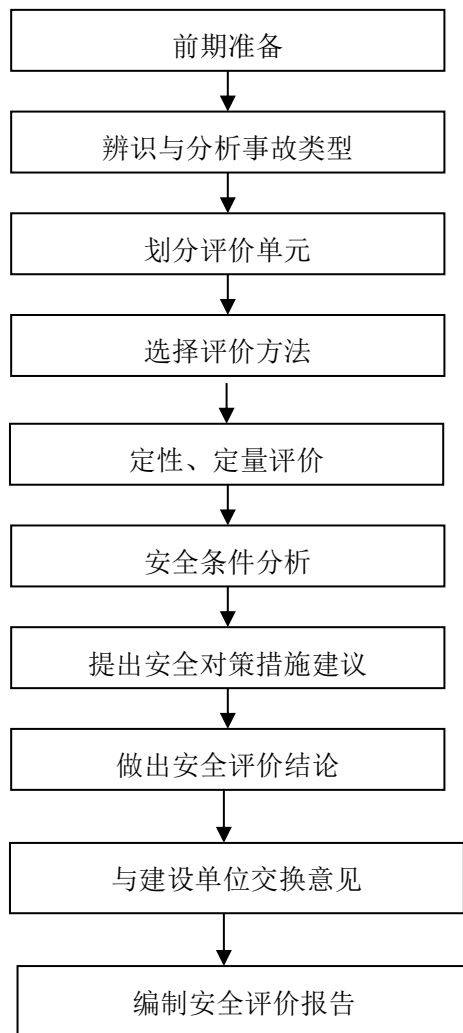 前期准备
辨识与分析事故类型
划分评价单元
选择评价方法
定性、定量评价
安全条件分析
提出安全对策措施建议
做出安全评价结论
与建设单位交换意见
编制安全评价报告